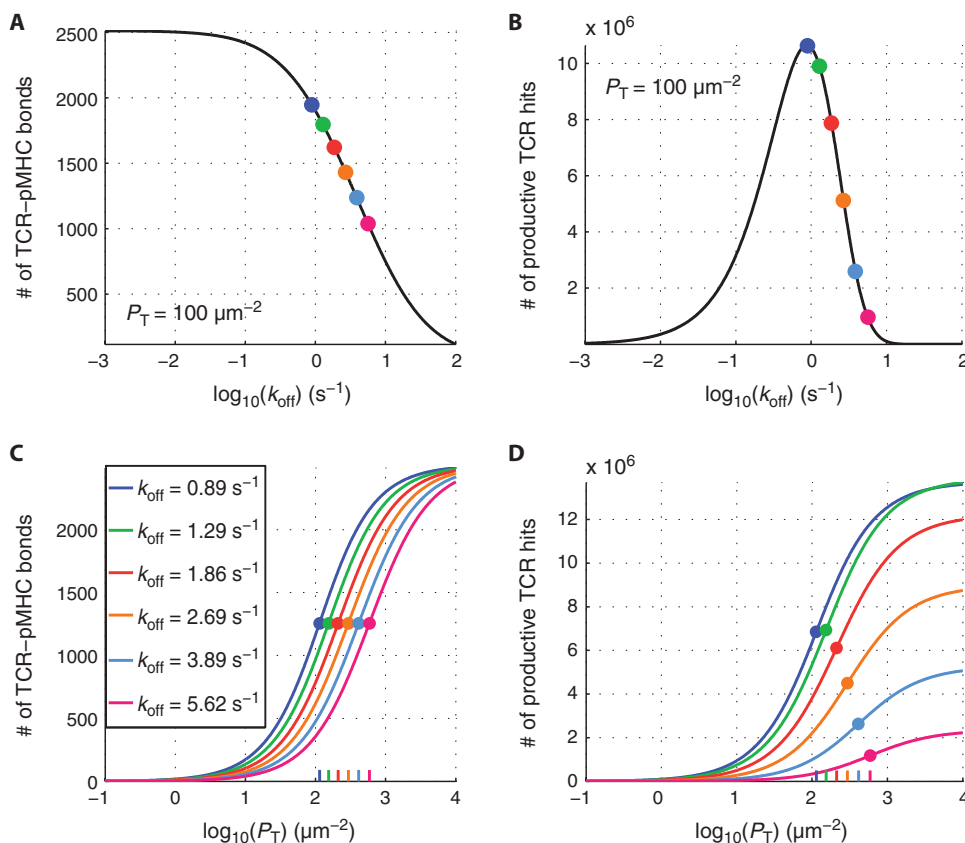 A
2500
2000
1500
1000
500
# of TCR–pMHC bonds
P_T = 100 µm⁻²
−3 −2 −1 0 1 2
log₁₀(k_off) (s⁻¹)
B
x 10⁶
10
8
6
4
2
# of productive TCR hits
P_T = 100 µm⁻²
−3 −2 −1 0 1 2
log₁₀(k_off) (s⁻¹)
C
2000
1500
1000
500
0
# of TCR–pMHC bonds
k_off = 0.89 s⁻¹
k_off = 1.29 s⁻¹
k_off = 1.86 s⁻¹
k_off = 2.69 s⁻¹
k_off = 3.89 s⁻¹
k_off = 5.62 s⁻¹
−1 0 1 2 3 4
log₁₀(P_T) (µm⁻²)
D
x 10⁶
12
10
8
6
4
2
0
# of productive TCR hits
−1 0 1 2 3 4
log₁₀(P_T) (µm⁻²)